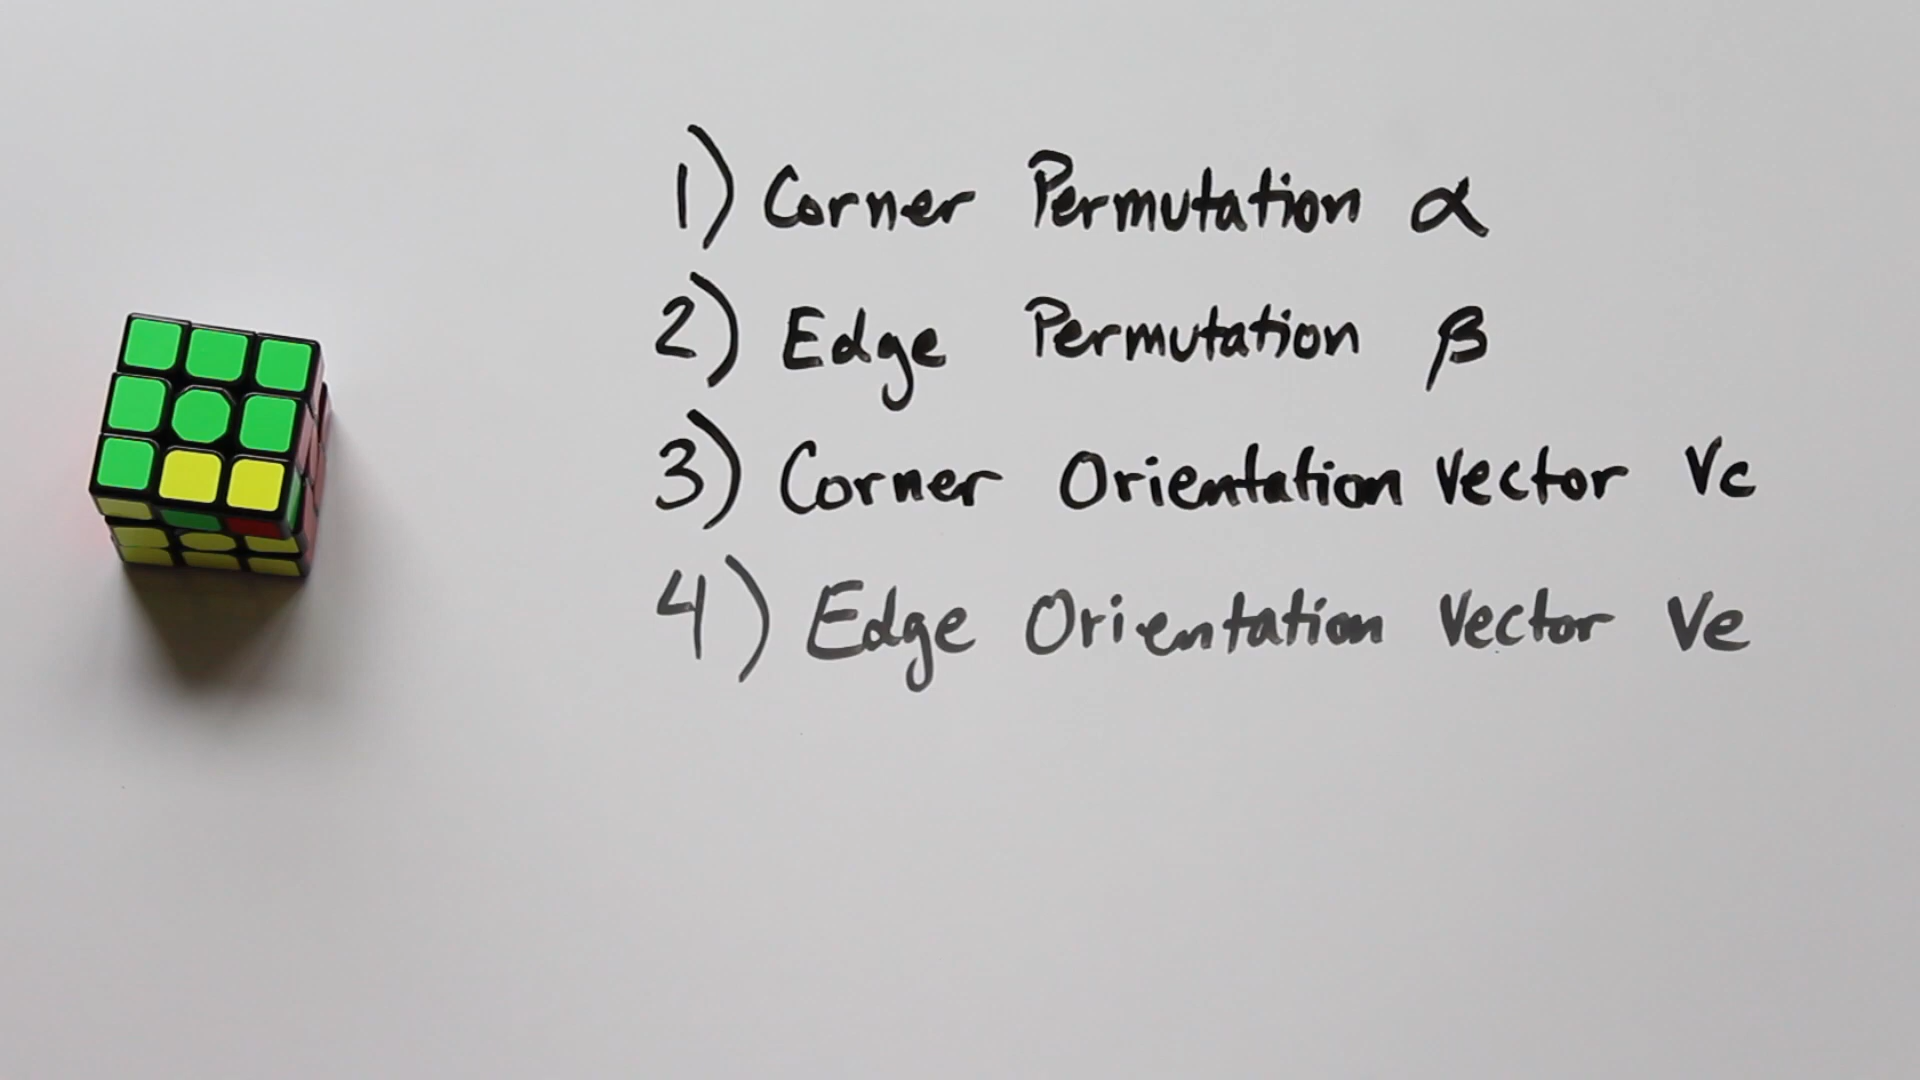 1) Corner Permutation α
2) Edge Permutation β
3) Corner Orientation Vector Vc
4) Edge Orientation Vector Ve